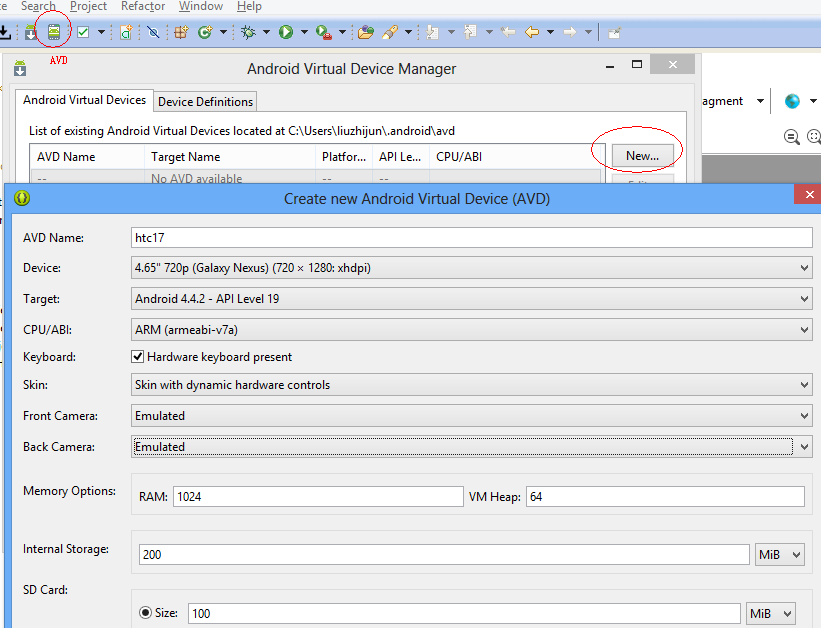 Search Project Refactor Window Help
AVD
Android Virtual Device Manager
Android Virtual Devices Device Definitions
agment
List of existing Android Virtual Devices located at C:\Users\liuzhijun\.android\avd
AVD Name Target Name Platfor... API Le... CPU/ABI New...
-- No AVD available -- --
Create new Android Virtual Device (AVD)
AVD Name: htc17
Device: 4.65" 720p (Galaxy Nexus) (720 × 1280: xhdpi)
Target: Android 4.4.2 - API Level 19
CPU/ABI: ARM (armeabi-v7a)
Keyboard: Hardware keyboard present
Skin: Skin with dynamic hardware controls
Front Camera: Emulated
Back Camera: Emulated
Memory Options: RAM: 1024 VM Heap: 64
Internal Storage: 200 MiB
SD Card:
Size: 100 MiB